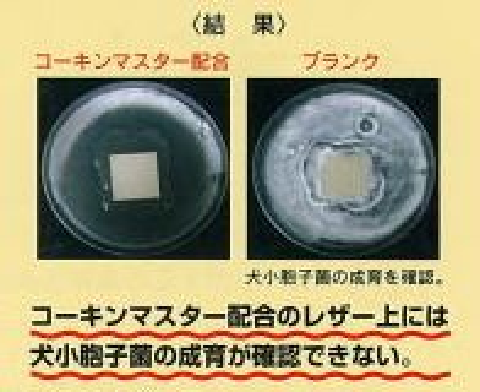 〈結　果〉
コーキンマスター配合
ブランク
犬小胞子菌の成育を確認。
コーキンマスター配合のレザー上には
犬小胞子菌の成育が確認できない。